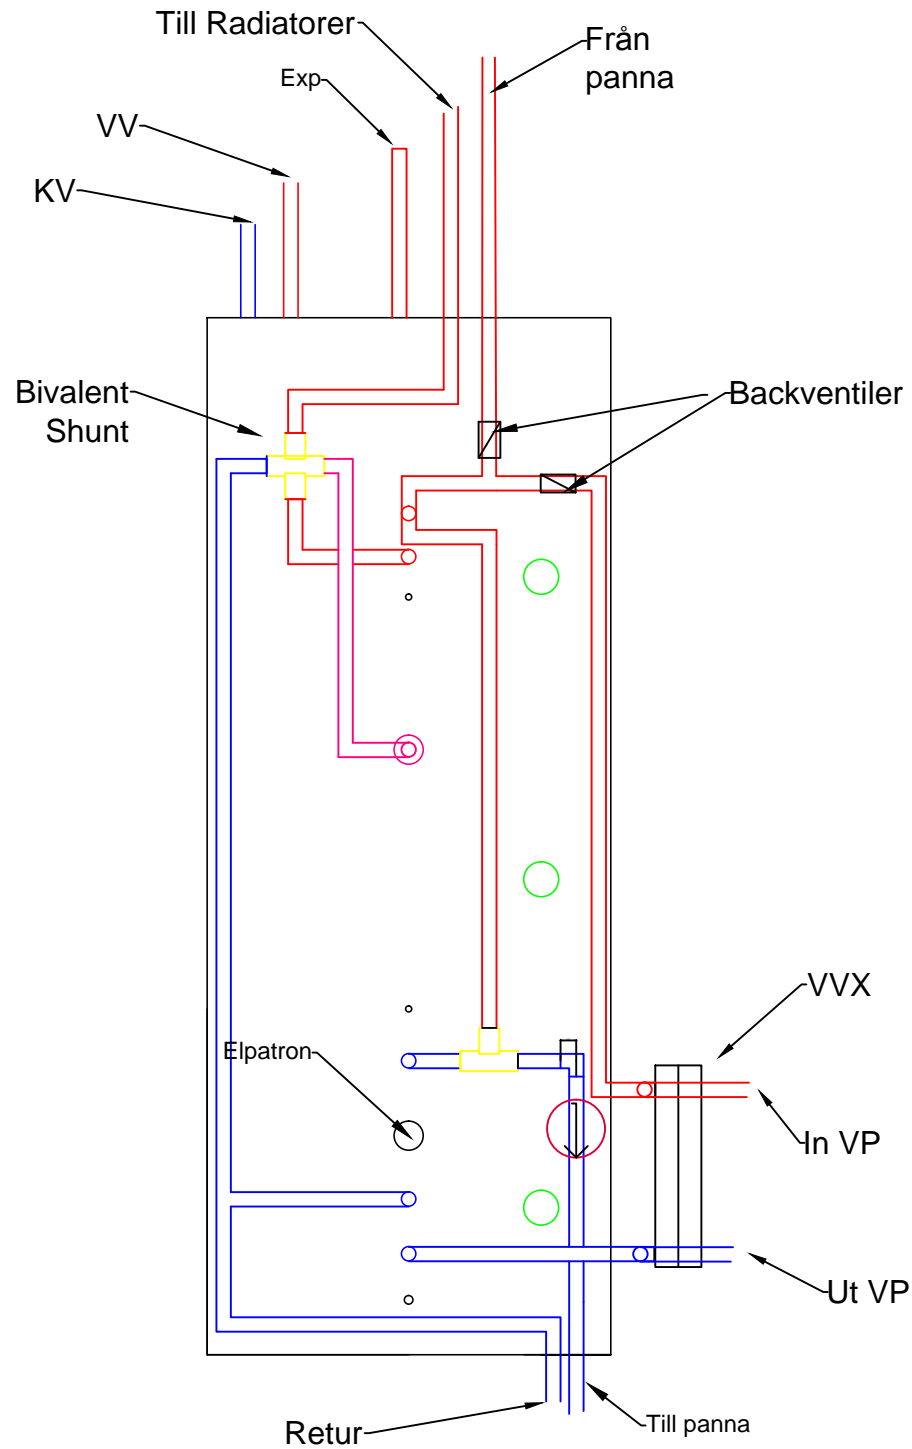 Till Radiatorer
Från
panna
Exp
VV
KV
Bivalent
Shunt
Backventiler
VVX
Elpatron
In VP
Ut VP
Till panna
Retur